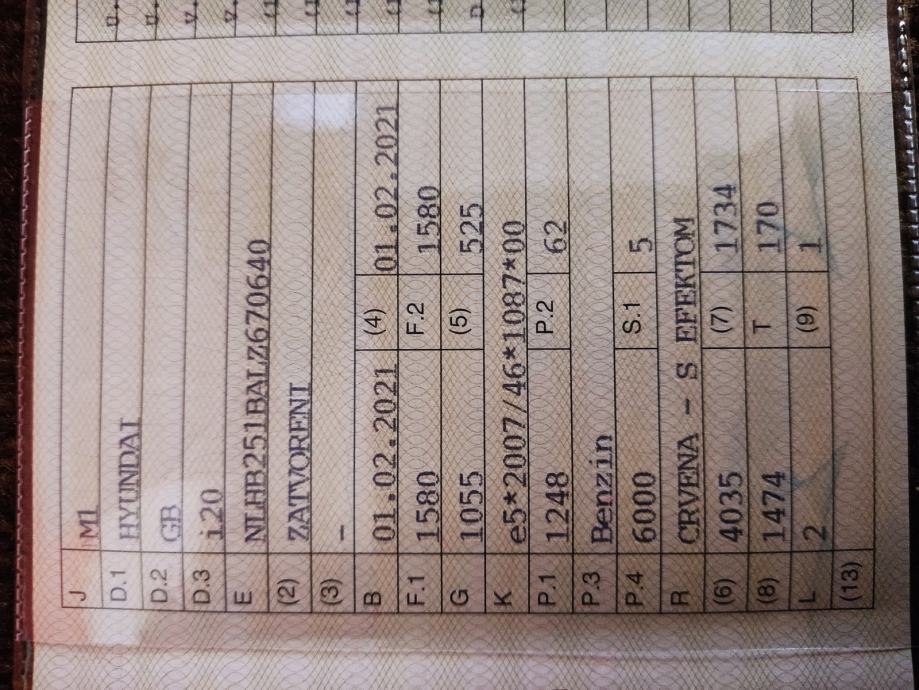 J M1
D.1 HYUNDAI
D.2 GB
D.3 i20
E NLHB251BALZ670640
(2) ZATVORENI
(3) -
B 01.02.2021 (4) 01.02.2021
F.1 1580 F.2 1580
G 1055 (5) 525
K e5*2007/46*1087*00
P.1 1248 P.2 62
P.3 Benzin
P.4 6000 S.1 5
R CRVENA - S EFEKTOM
(6) 4035 (7) 1734
(8) 1474 T 170
L 2 (9) 1
(13)